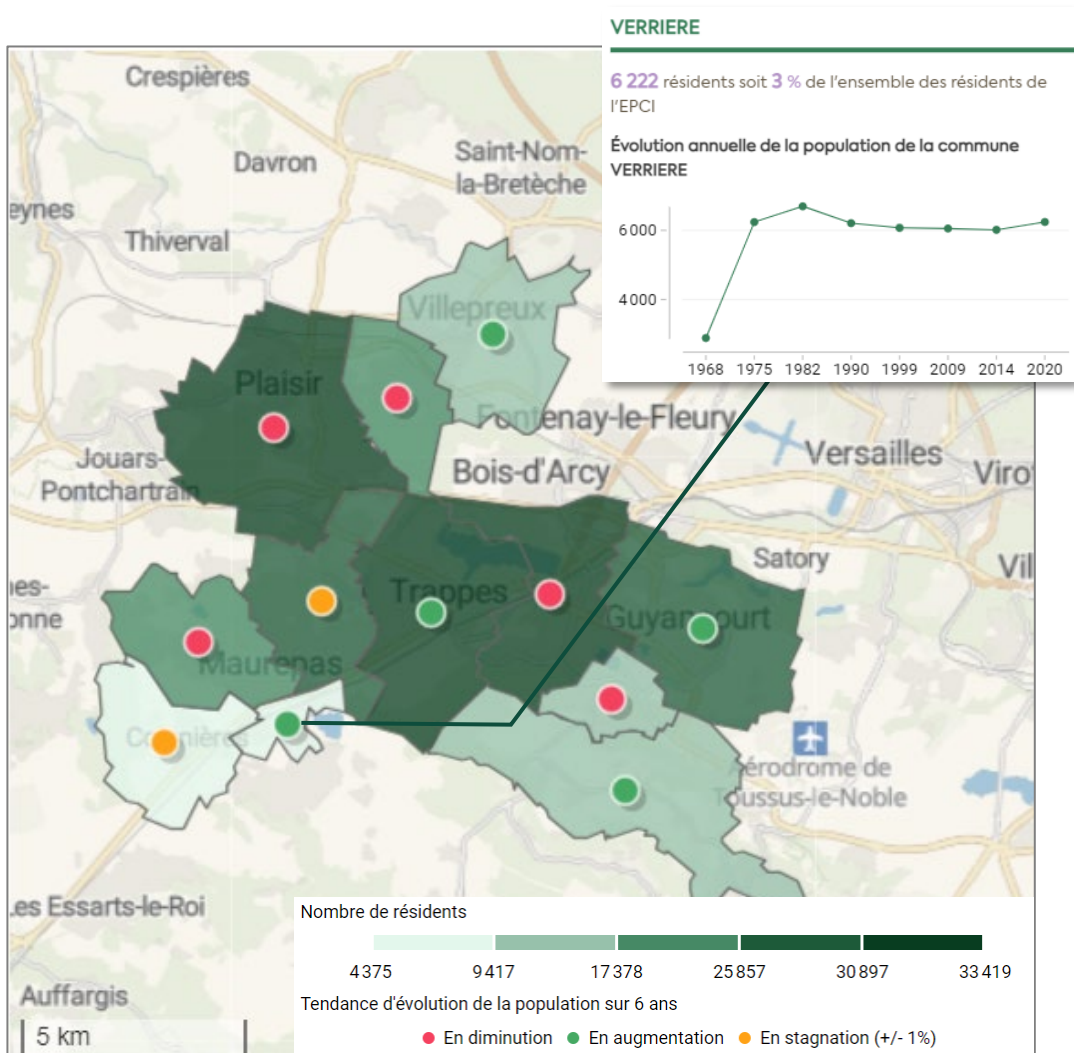 VERRIERE
6 222 résidents soit 3 % de l'ensemble des résidents de
l'EPCI
Évolution annuelle de la population de la commune
VERRIERE
6 000
4 000
1968 1975 1982 1990 1999 2009 2014 2020
Crespières
Davron
Saint-Nom-
la-Bretèche
eynes
Thiverval
Villepreux
Plaisir
Fontenay-le-Fleury
Jouars-
Pontchartrain
Bois-d'Arcy
Versailles
Viro
Satory
Vil
es-
onne
Trappes
Guyancourt
Maurepas
Coignières
Aérodrome de
Toussus-le-Noble
Les Essarts-le-Roi
Auffargis
5 km
Nombre de résidents
4 375 9 417 17 378 25 857 30 897 33 419
Tendance d'évolution de la population sur 6 ans
En diminution En augmentation En stagnation (+/- 1%)